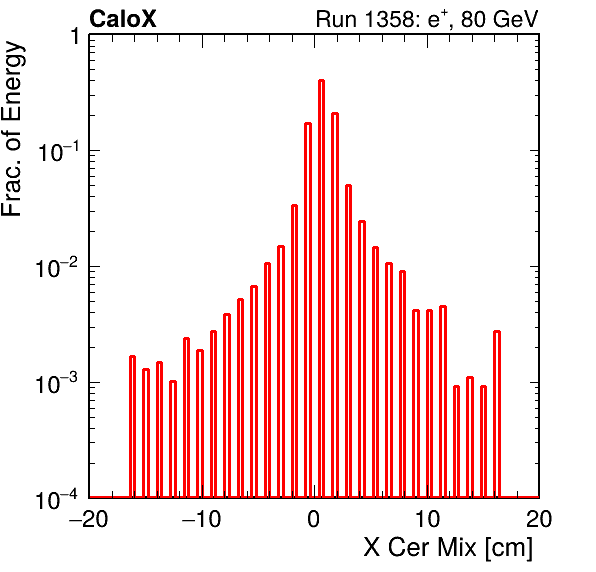 CaloX
Run 1358: e⁺, 80 GeV
Frac. of Energy
1
10⁻¹
10⁻²
10⁻³
10⁻⁴
−20
−10
0
10
20
X Cer Mix [cm]